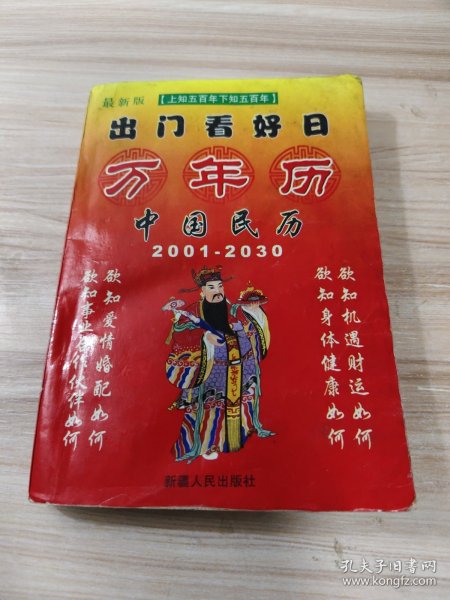 最新版
【上知五百年下知五百年】
出门看好日
万年历
中国民历
2001-2030
欲知机遇财运如何
欲知身体健康如何
欲知爱情婚配如何
欲知事业合作伙伴如何
新疆人民出版社
孔夫子旧书网
www.kongfz.com